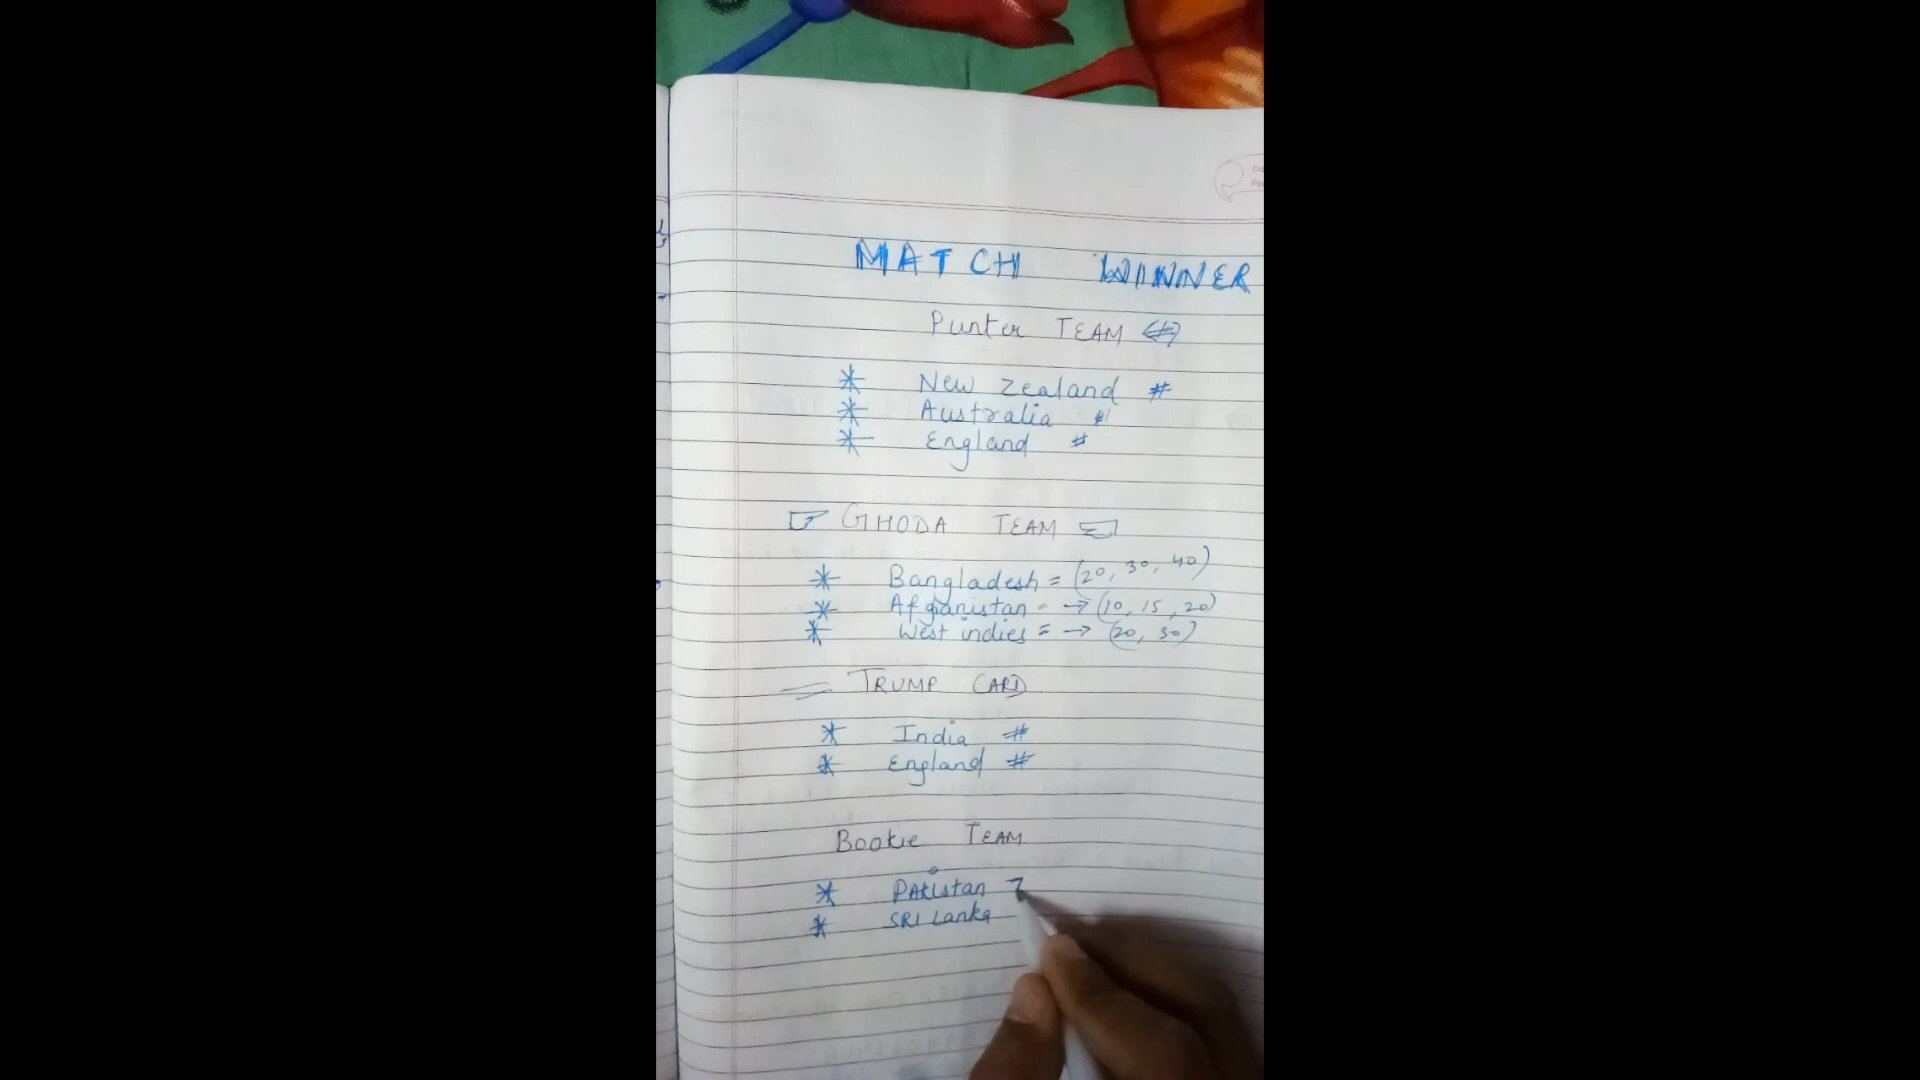 MATCH WINNER
Punter TEAM
* New Zealand #
* Australia #
* England #
GHODA TEAM
* Bangladesh = (20, 30, 40)
* Afganistan = → (10, 15, 20)
* West indies = → (20, 30)
TRUMP CARD
* India #
* England #
Bookie TEAM
* PAkistan
* SRI Lanka